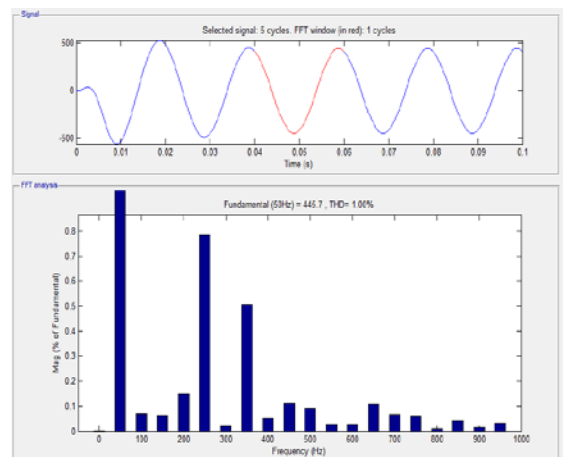 Signal
Selected signal: 5 cycles. FFT window (in red): 1 cycles
500
0
-500
0 0.01 0.02 0.03 0.04 0.05 0.06 0.07 0.08 0.09 0.1
Time (s)
FFT analysis
Fundamental (50Hz) = 445.7 , THD= 1.00%
0.8
0.7
0.6
0.5
0.4
0.3
0.2
0.1
0
Mag (% of Fundamental)
0 100 200 300 400 500 600 700 800 900 1000
Frequency (Hz)